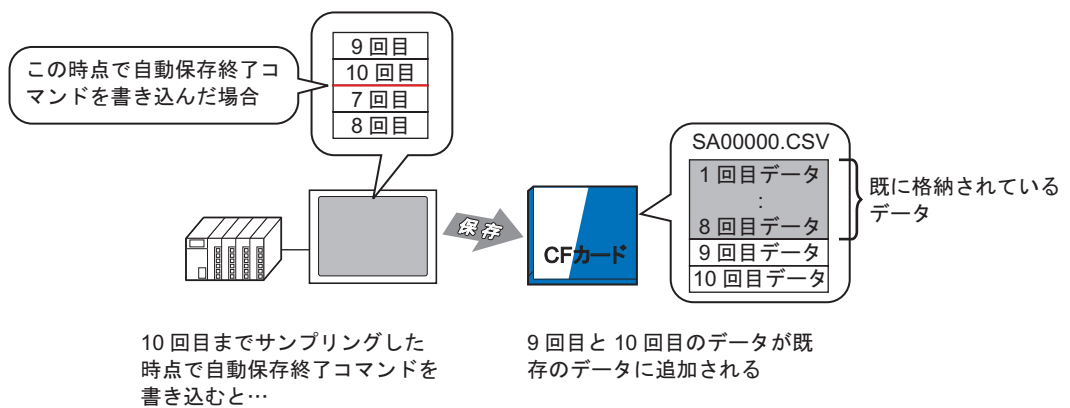 この時点で自動保存終了コ
マンドを書き込んだ場合
9 回目
10 回目
7 回目
8 回目
保存
CFカード
SA00000.CSV
1 回目データ
:
8 回目データ
9 回目データ
10 回目データ
既に格納されている
データ
10 回目までサンプリングした
時点で自動保存終了コマンドを
書き込むと…
9 回目と 10 回目のデータが既
存のデータに追加される